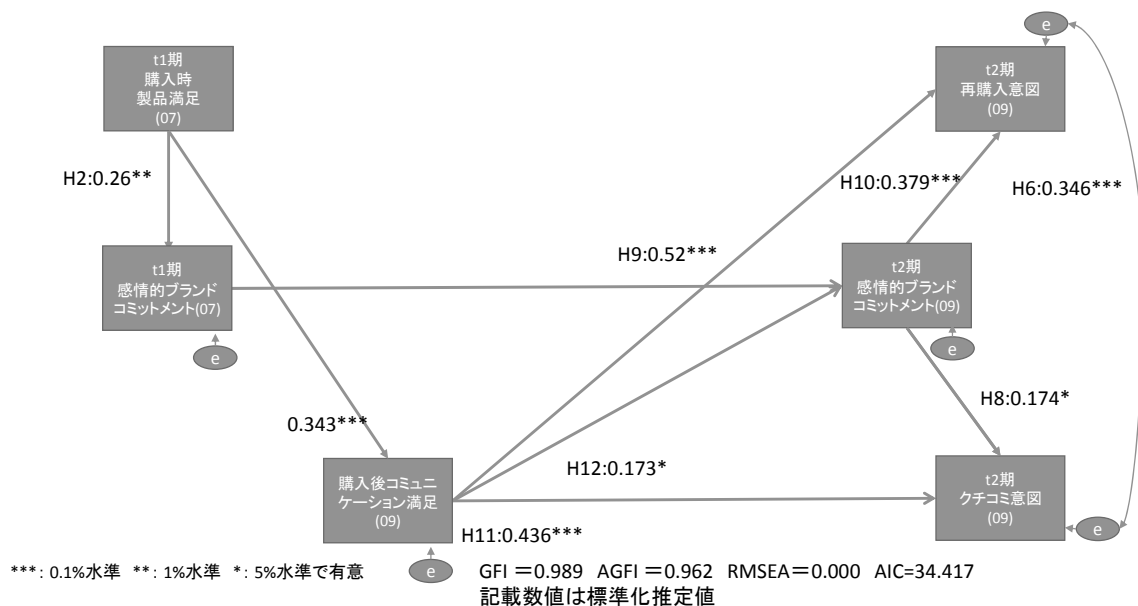 t1期
購入時
製品満足
(07)
e
t2期
再購入意図
(09)
H2:0.26**
H10:0.379***
H6:0.346***
t1期
感情的ブランド
コミットメント(07)
H9:0.52***
t2期
感情的ブランド
コミットメント(09)
e
e
0.343***
H8:0.174*
購入後コミュニ
ケーション満足
(09)
H12:0.173*
t2期
クチコミ意図
(09)
H11:0.436***
e
e
***: 0.1%水準 **: 1%水準 *: 5%水準で有意
GFI =0.989 AGFI =0.962 RMSEA=0.000 AIC=34.417
記載数値は標準化推定値